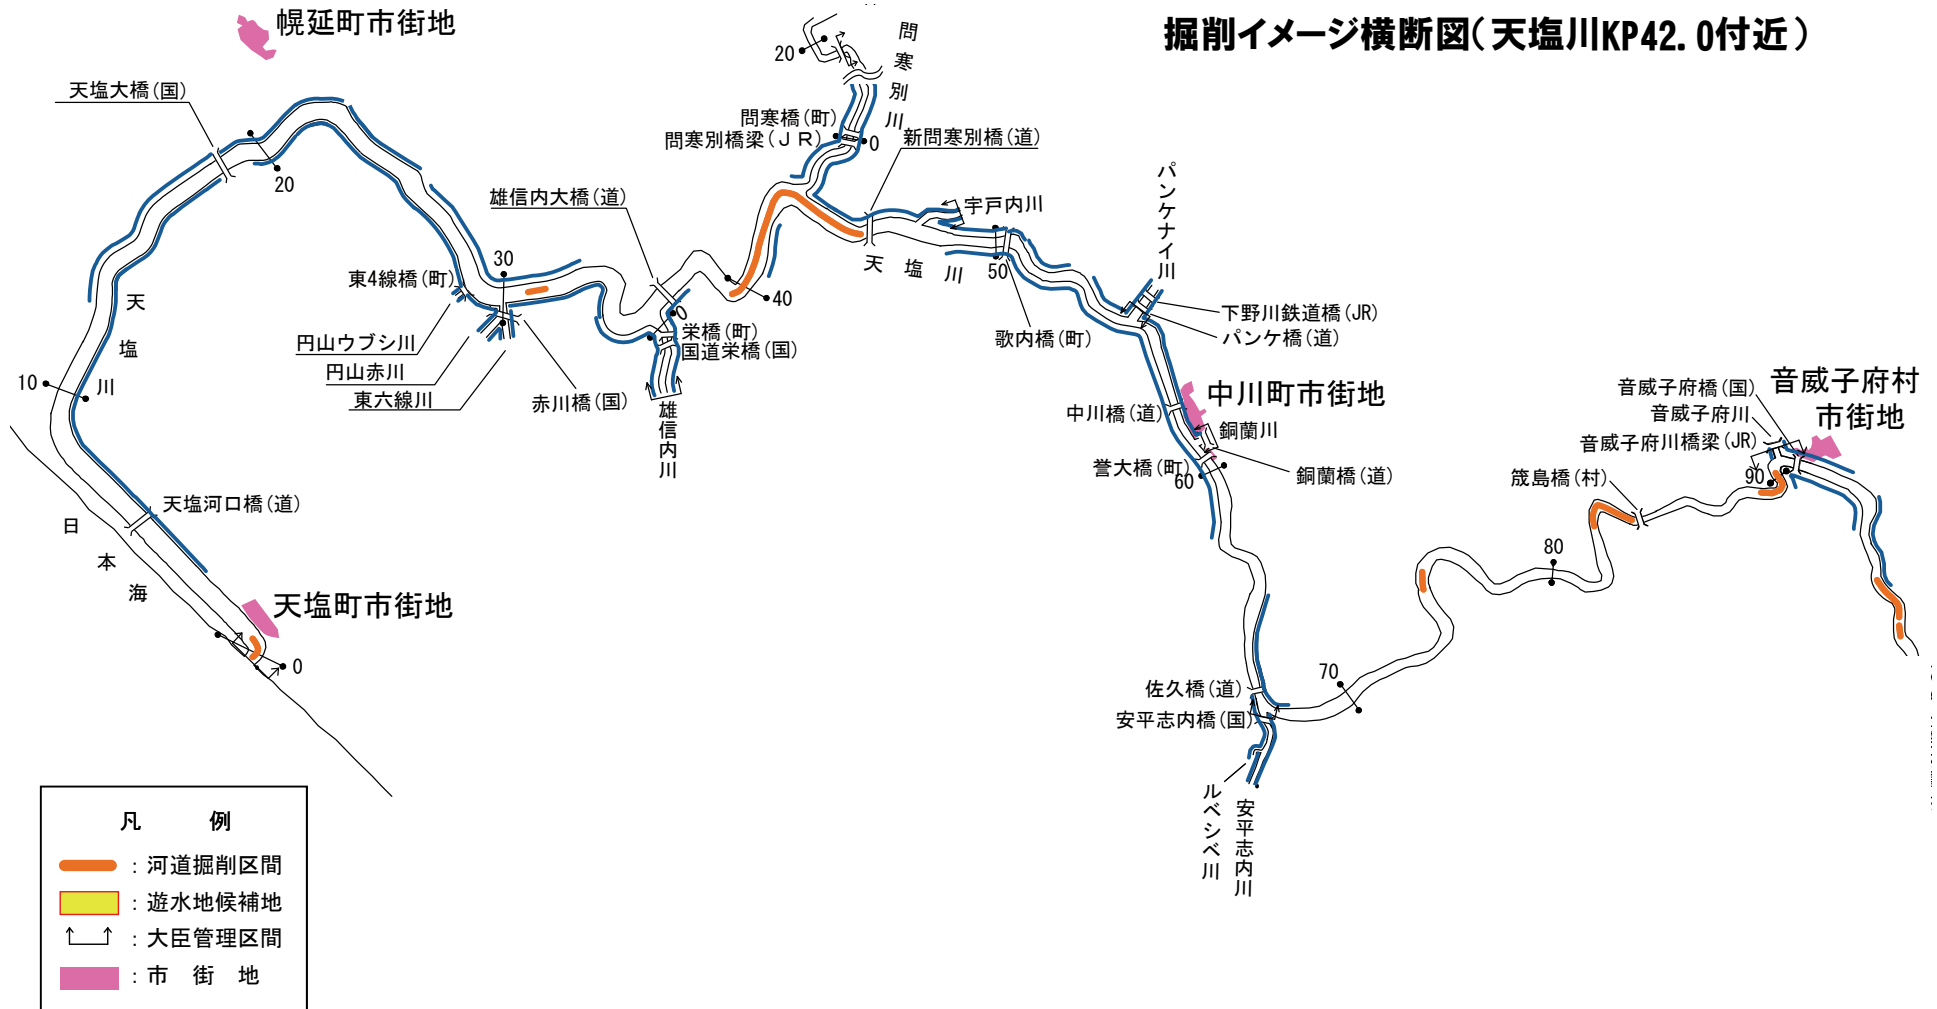 掘削イメージ横断図(天塩川KP42.0付近)
幌延町市街地
天塩大橋(国)
20
問寒別川
20
問寒橋(町)
問寒別橋梁(JR)
0
新問寒別橋(道)
雄信内大橋(道)
宇戸内川
パンケナイ川
天塩川
50
30
東4線橋(町)
40
0
栄橋(町)
国道栄橋(国)
歌内橋(町)
下野川鉄道橋(JR)
パンケ橋(道)
天塩川
円山ウブシ川
円山赤川
東六線川
赤川橋(国)
雄信内川
10
中川町市街地
中川橋(道)
銅蘭川
誉大橋(町)
60
銅蘭橋(道)
音威子府村
市街地
音威子府橋(国)
音威子府川
音威子府川橋梁(JR)
筬島橋(村)
90
天塩河口橋(道)
日本海
80
天塩町市街地
0
70
佐久橋(道)
安平志内橋(国)
ルベシベ川
安平志内川
凡　例
：河道掘削区間
：遊水地候補地
：大臣管理区間
：市　街　地